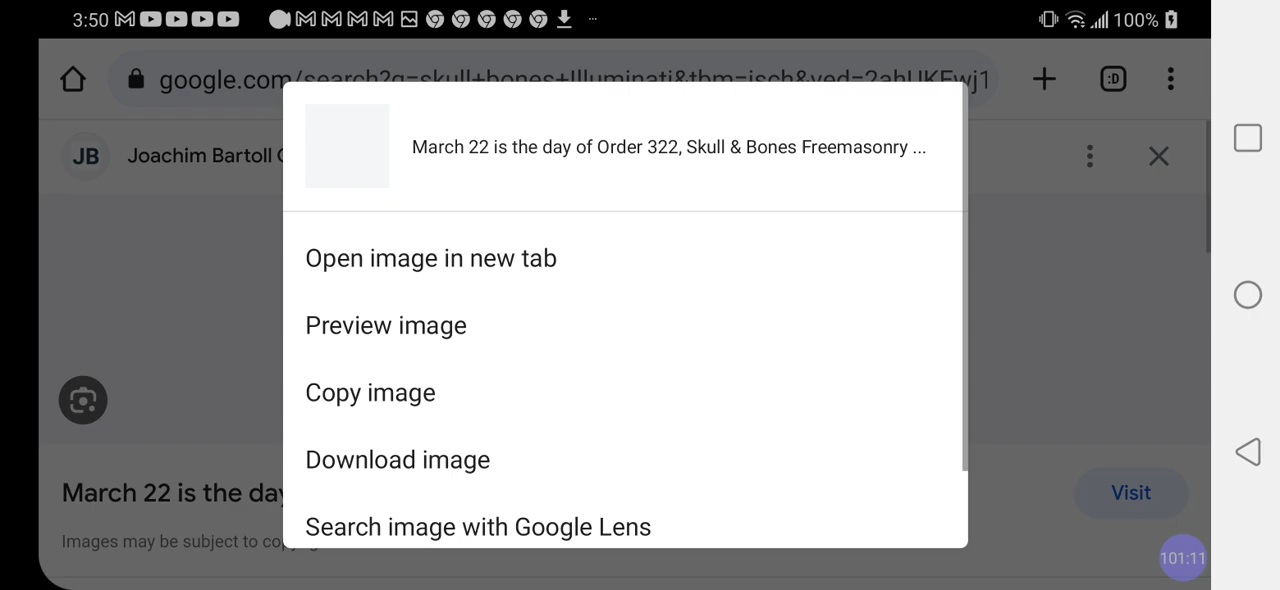 3:50
100%
google.com/search?q=skull+bones+Illuminati&tbm=isch&ved=2ahUKEwj1
:D
JB
Joachim Bartoll
March 22 is the day of Order 322, Skull & Bones Freemasonry ...
Open image in new tab
Preview image
Copy image
Download image
Search image with Google Lens
March 22 is the day
Visit
Images may be subject to
101:11